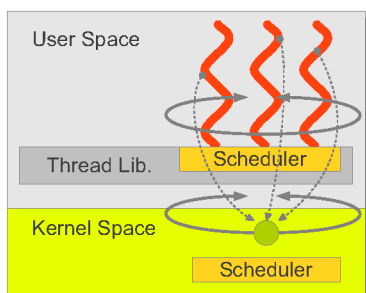 User Space
Thread Lib.
Scheduler
Kernel Space
Scheduler